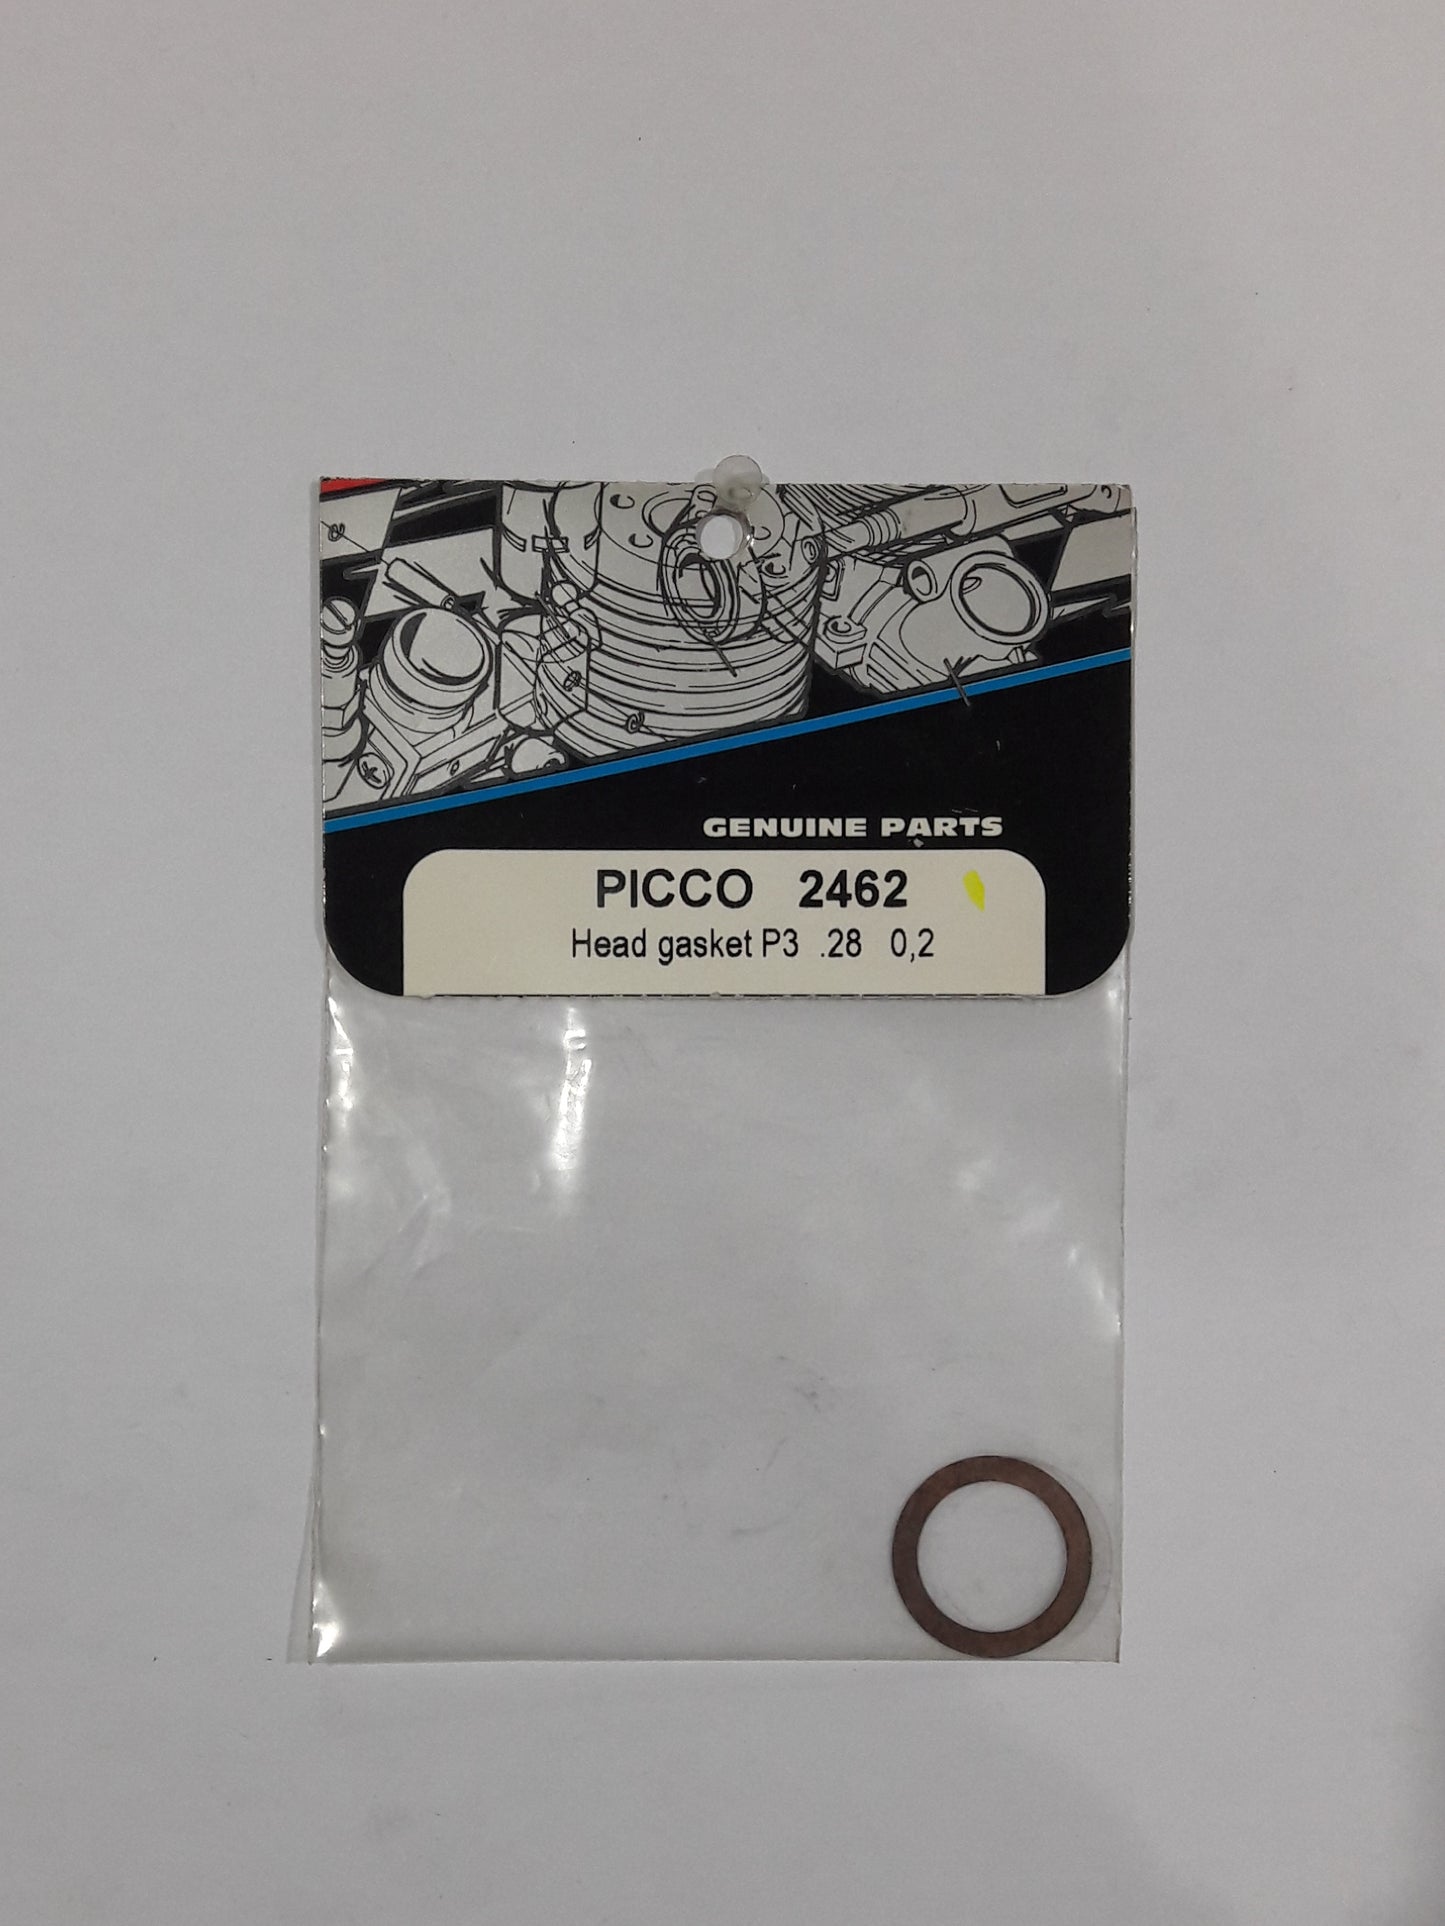 GENUINE PARTS
PICCO 2462
Head gasket P3 .28 0,2